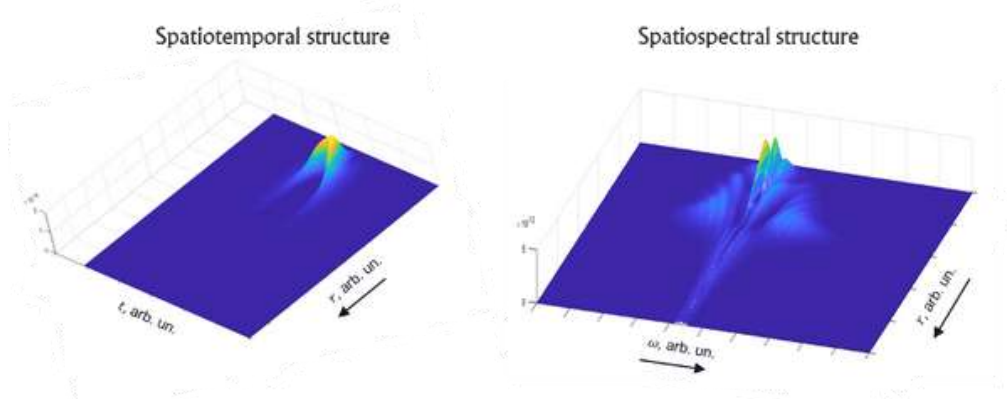 Spatiotemporal structure
Spatiospectral structure
t, arb. un.
r, arb. un.
ω, arb. un.
r, arb. un.